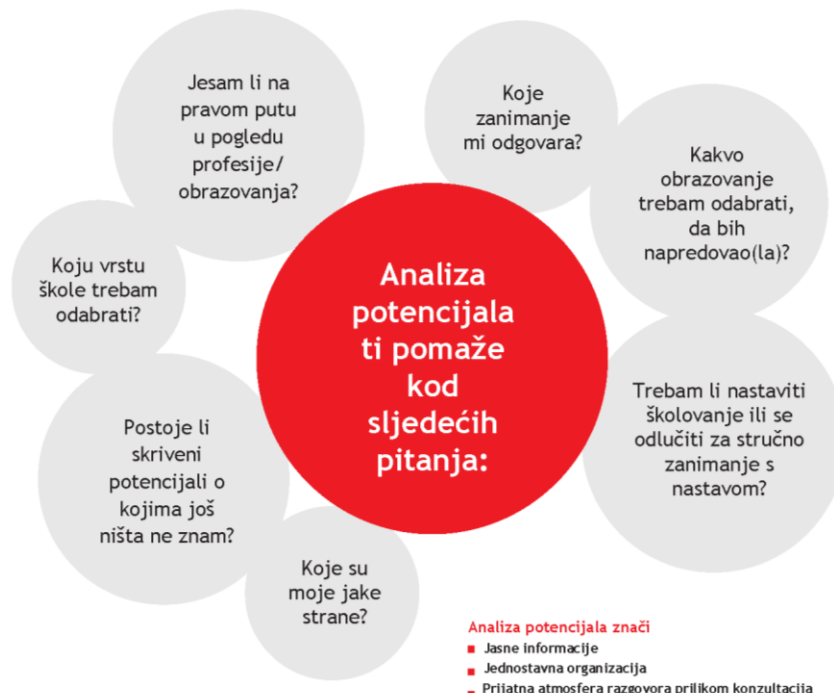 Jesam li na
pravom putu
u pogledu
profesije/
obrazovanja?
Koje
zanimanje
mi odgovara?
Kakvo
obrazovanje
trebam odabrati,
da bih
napredovao(la)?
Koju vrstu
škole trebam
odabrati?
Analiza
potencijala
ti pomaže
kod
sljedećih
pitanja:
Trebam li nastaviti
školovanje ili se
odlučiti za stručno
zanimanje s
nastavom?
Postoje li
skriveni
potencijali o
kojima još
ništa ne znam?
Koje su
moje jake
strane?
Analiza potencijala znači
Jasne informacije
Jednostavna organizacija
Prijatna atmosfera razgovora prilikom konzultacija